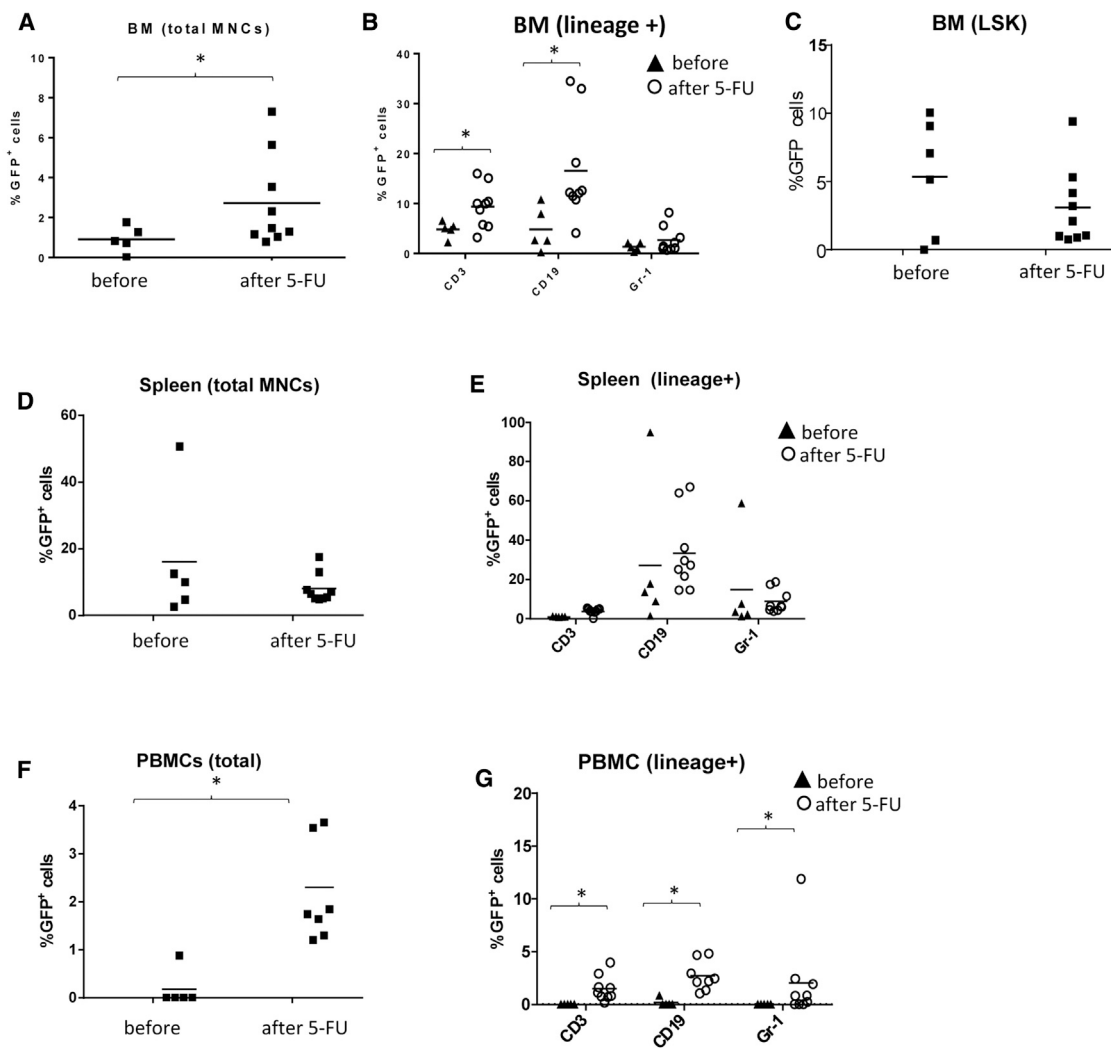 A
BM (total MNCs)
*
%GFP+ cells
10
8
6
4
2
0
before
after 5-FU
B
BM (lineage +)
before
after 5-FU
*
*
%GFP+ cells
40
30
20
10
0
CD3
CD19
Gr-1
C
BM (LSK)
%GFP cells
15
10
5
0
before
after 5-FU
D
Spleen (total MNCs)
%GFP+ cells
60
40
20
0
before
after 5-FU
E
Spleen (lineage+)
before
after 5-FU
%GFP+ cells
100
80
60
40
20
0
CD3
CD19
Gr-1
F
PBMCs (total)
*
%GFP+ cells
4
3
2
1
0
before
after 5-FU
G
PBMC (lineage+)
before
after 5-FU
*
*
*
%GFP+ cells
20
15
10
5
0
CD3
CD19
Gr-1